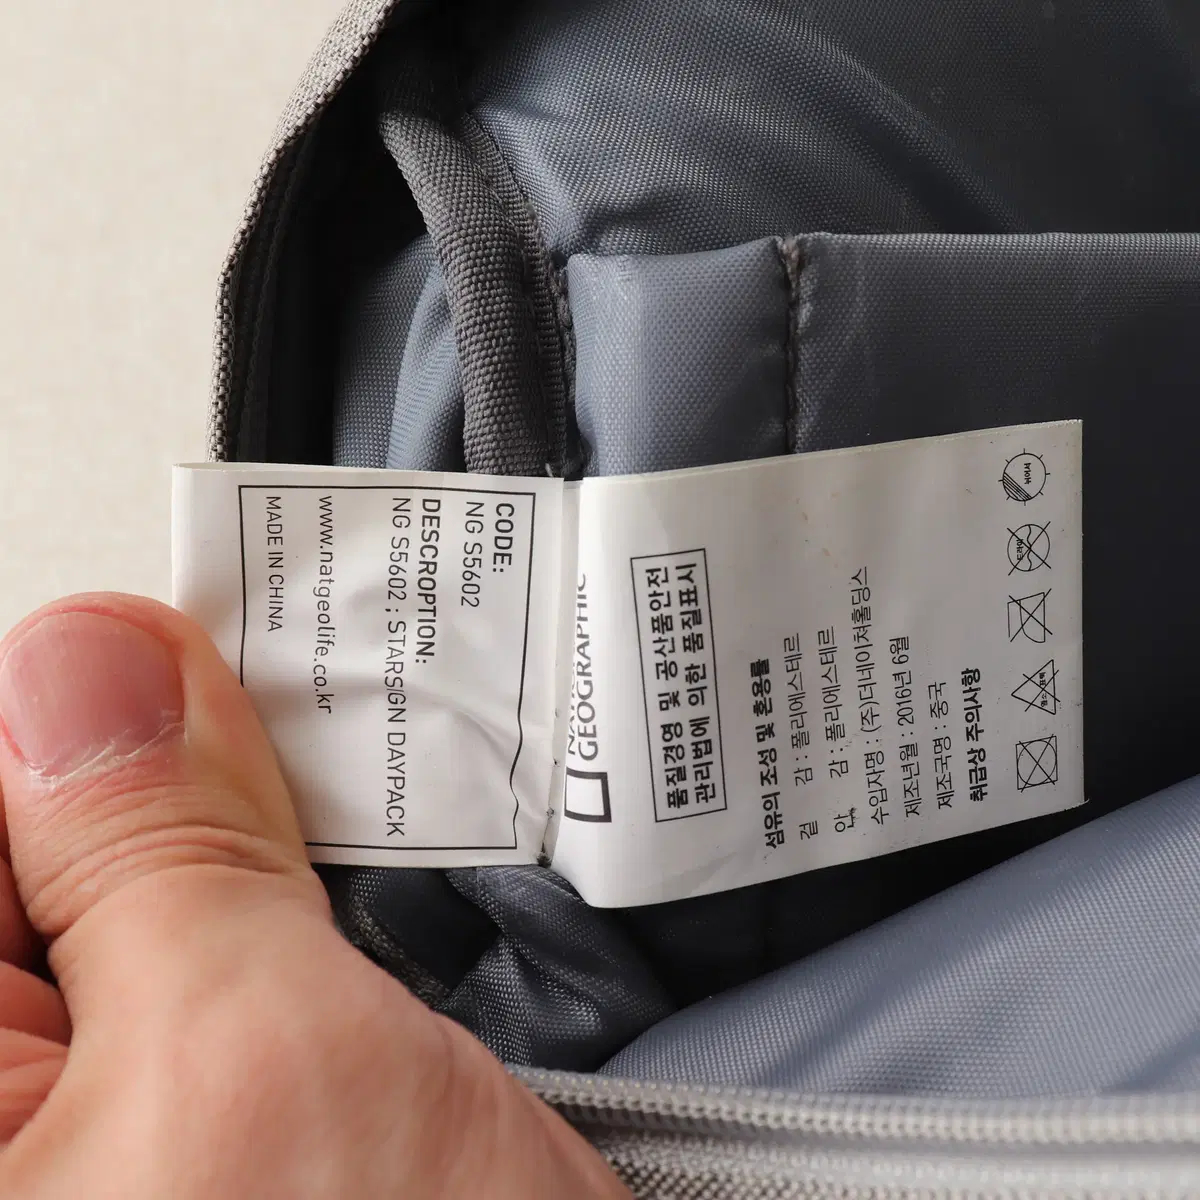 CODE:
NG S5602
DESCROPTION:
NG S5602 ; STARSIGN DAYPACK
www.natgeolife.co.kr
MADE IN CHINA
GEOGRAPHIC
품질경영 및 공산품안전
관리법에 의한 품질표시
섬유의 조성 및 혼용률
겉 감 : 폴리에스테르
안 감 : 폴리에스테르
수입자명 : (주)더네이쳐홀딩스
제조년월 : 2016년 6월
제조국명 : 중국
취급상 주의사항